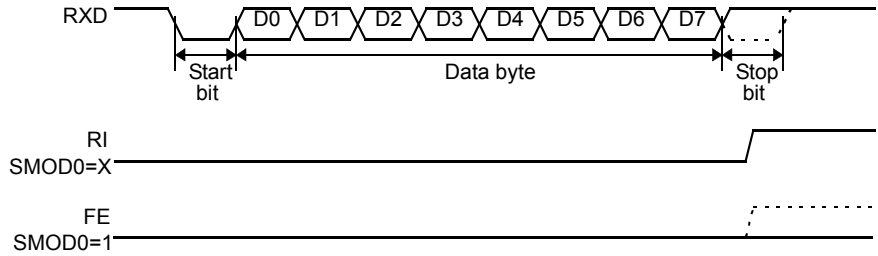 RXD
D0 D1 D2 D3 D4 D5 D6 D7
Start
bit
Data byte
Stop
bit
RI
SMOD0=X
FE
SMOD0=1